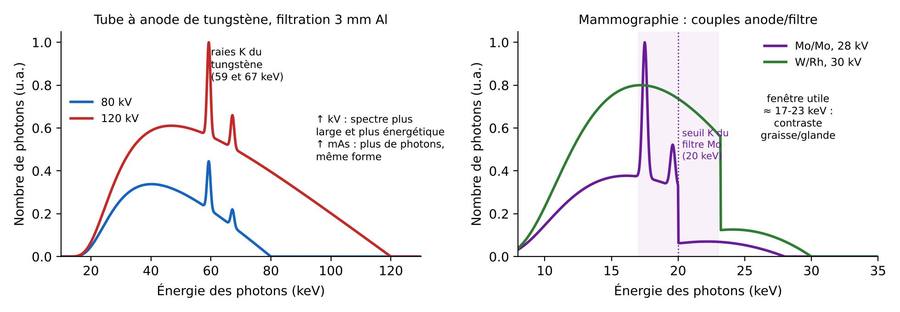 Tube à anode de tungstène, filtration 3 mm Al
Nombre de photons (u.a.)
1.0
0.8
0.6
0.4
0.2
0.0
80 kV
120 kV
raies K du
tungstène
(59 et 67 keV)
↑ kV : spectre plus
large et plus énergétique
↑ mAs : plus de photons,
même forme
20
40
60
80
100
120
Énergie des photons (keV)
Mammographie : couples anode/filtre
Nombre de photons (u.a.)
1.0
0.8
0.6
0.4
0.2
0.0
Mo/Mo, 28 kV
W/Rh, 30 kV
fenêtre utile
≈ 17-23 keV :
contraste
graisse/glande
seuil K du
filtre Mo
(20 keV)
10
15
20
25
30
35
Énergie des photons (keV)